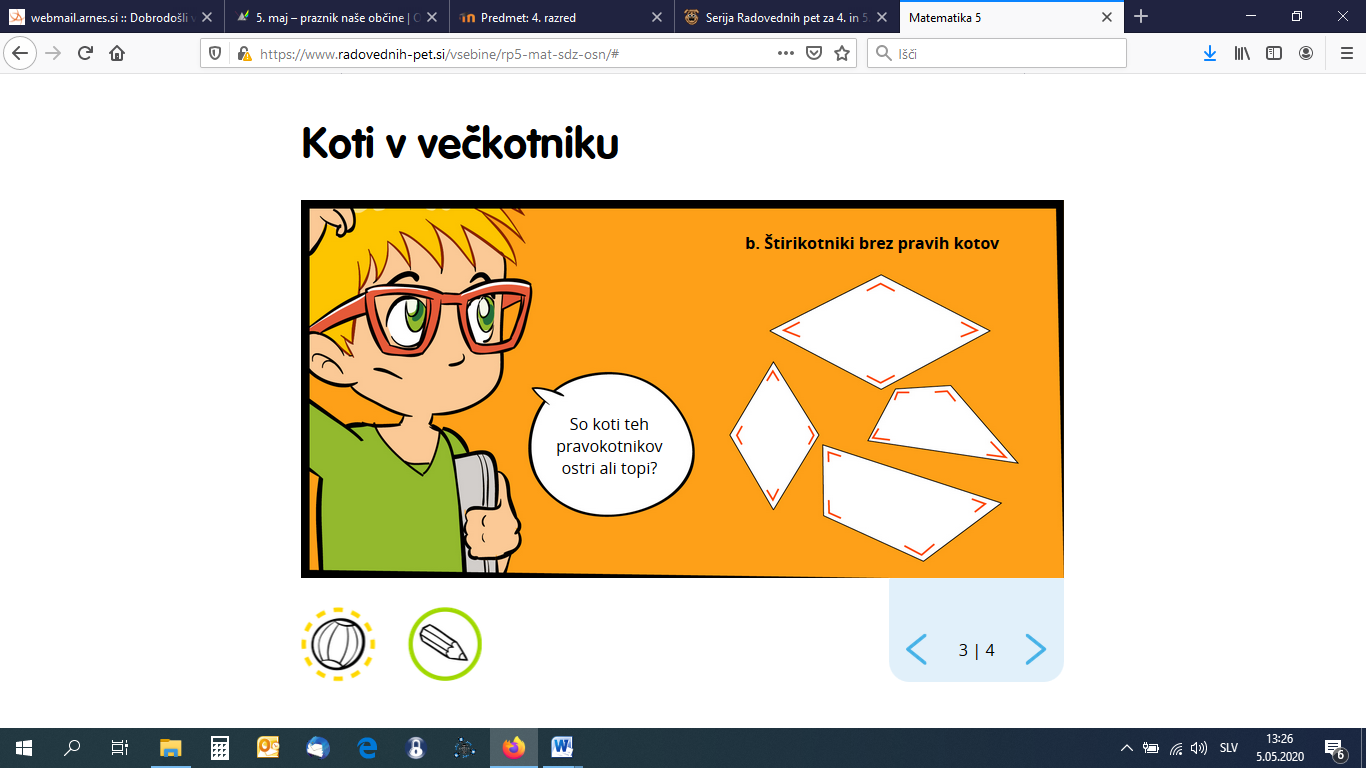 webmail.arnes.si :: Dobrodošli v
5. maj – praznik naše občine | O
Predmet: 4. razred
Serija Radovednih pet za 4. in 5.
Matematika 5
https://www.radovednih-pet.si/vsebine/rp5-mat-sdz-osn/#
Išči
Koti v večkotniku
b. Štirikotniki brez pravih kotov
So koti teh
pravokotnikov
ostri ali topi?
3 | 4
SLV
13:26
5.05.2020
6